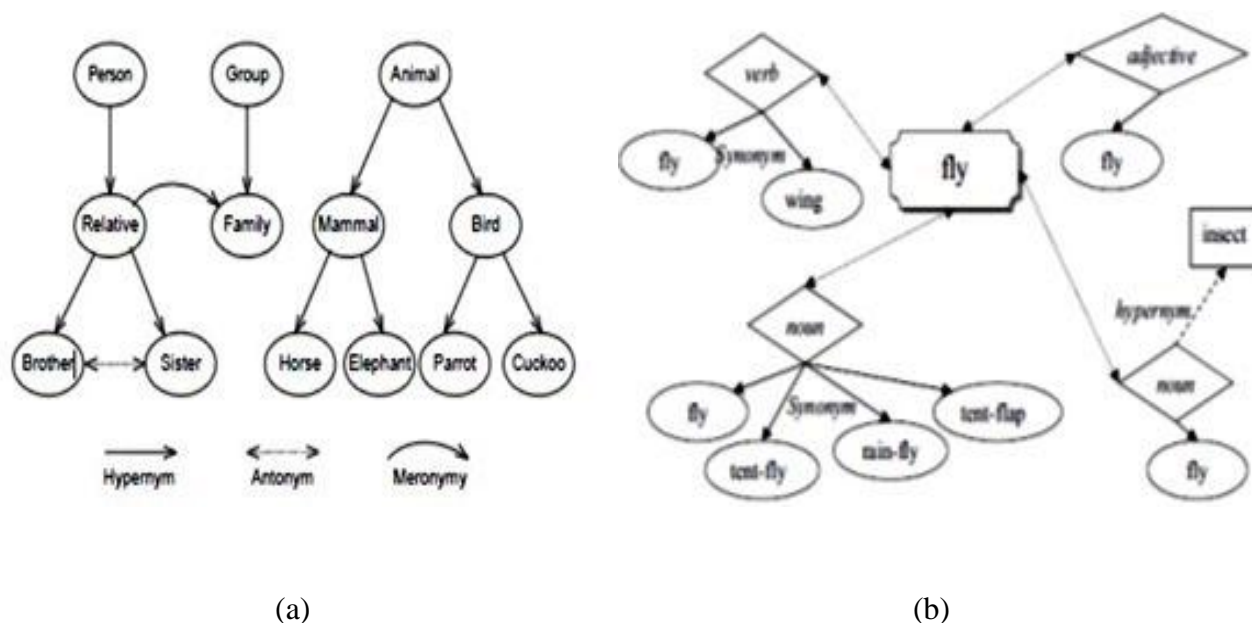 Person Group Animal
Relative Family Mammal Bird
Brother Sister Horse Elephant Parrot Cuckoo
Hypernym Antonym Meronymy
(a)
verb adjective
fly Synonym fly fly
wing
insect
noun hypernym
noun
fly Synonym tent-flap
tent-fly rain-fly fly
(b)